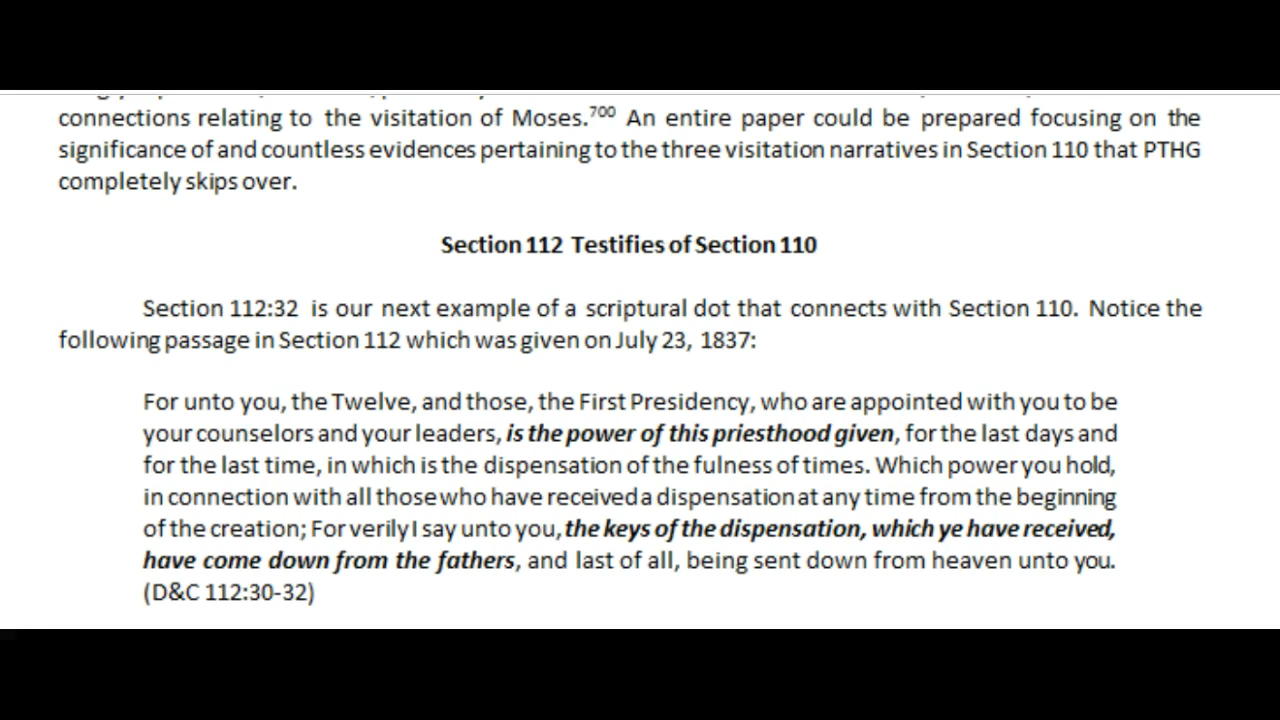 connections relating to the visitation of Moses.700 An entire paper could be prepared focusing on the
significance of and countless evidences pertaining to the three visitation narratives in Section 110 that PTHG
completely skips over.
Section 112 Testifies of Section 110
Section 112:32 is our next example of a scriptural dot that connects with Section 110. Notice the
following passage in Section 112 which was given on July 23, 1837:
For unto you, the Twelve, and those, the First Presidency, who are appointed with you to be
your counselors and your leaders, is the power of this priesthood given, for the last days and
for the last time, in which is the dispensation of the fulness of times. Which power you hold,
in connection with all those who have received a dispensation at any time from the beginning
of the creation; For verily I say unto you, the keys of the dispensation, which ye have received,
have come down from the fathers, and last of all, being sent down from heaven unto you.
(D&C 112:30-32)